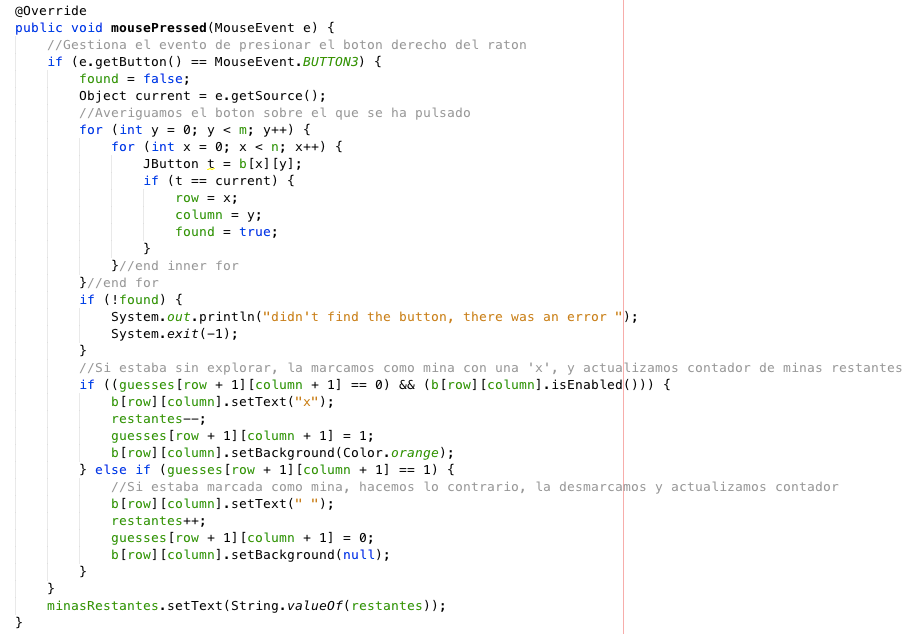 @Override
public void mousePressed(MouseEvent e) {
    //Gestiona el evento de presionar el boton derecho del raton
    if (e.getButton() == MouseEvent.BUTTON3) {
        found = false;
        Object current = e.getSource();
        //Averiguamos el boton sobre el que se ha pulsado
        for (int y = 0; y < m; y++) {
            for (int x = 0; x < n; x++) {
                JButton t = b[x][y];
                if (t == current) {
                    row = x;
                    column = y;
                    found = true;
                }
            }//end inner for
        }//end for
        if (!found) {
            System.out.println("didn't find the button, there was an error ");
            System.exit(-1);
        }
        //Si estaba sin explorar, la marcamos como mina con una 'x', y actualizamos contador de minas restantes
        if ((guesses[row + 1][column + 1] == 0) && (b[row][column].isEnabled())) {
            b[row][column].setText("x");
            restantes--;
            guesses[row + 1][column + 1] = 1;
            b[row][column].setBackground(Color.orange);
        } else if (guesses[row + 1][column + 1] == 1) {
            //Si estaba marcada como mina, hacemos lo contrario, la desmarcamos y actualizamos contador
            b[row][column].setText(" ");
            restantes++;
            guesses[row + 1][column + 1] = 0;
            b[row][column].setBackground(null);
        }
    }
    minasRestantes.setText(String.valueOf(restantes));
}